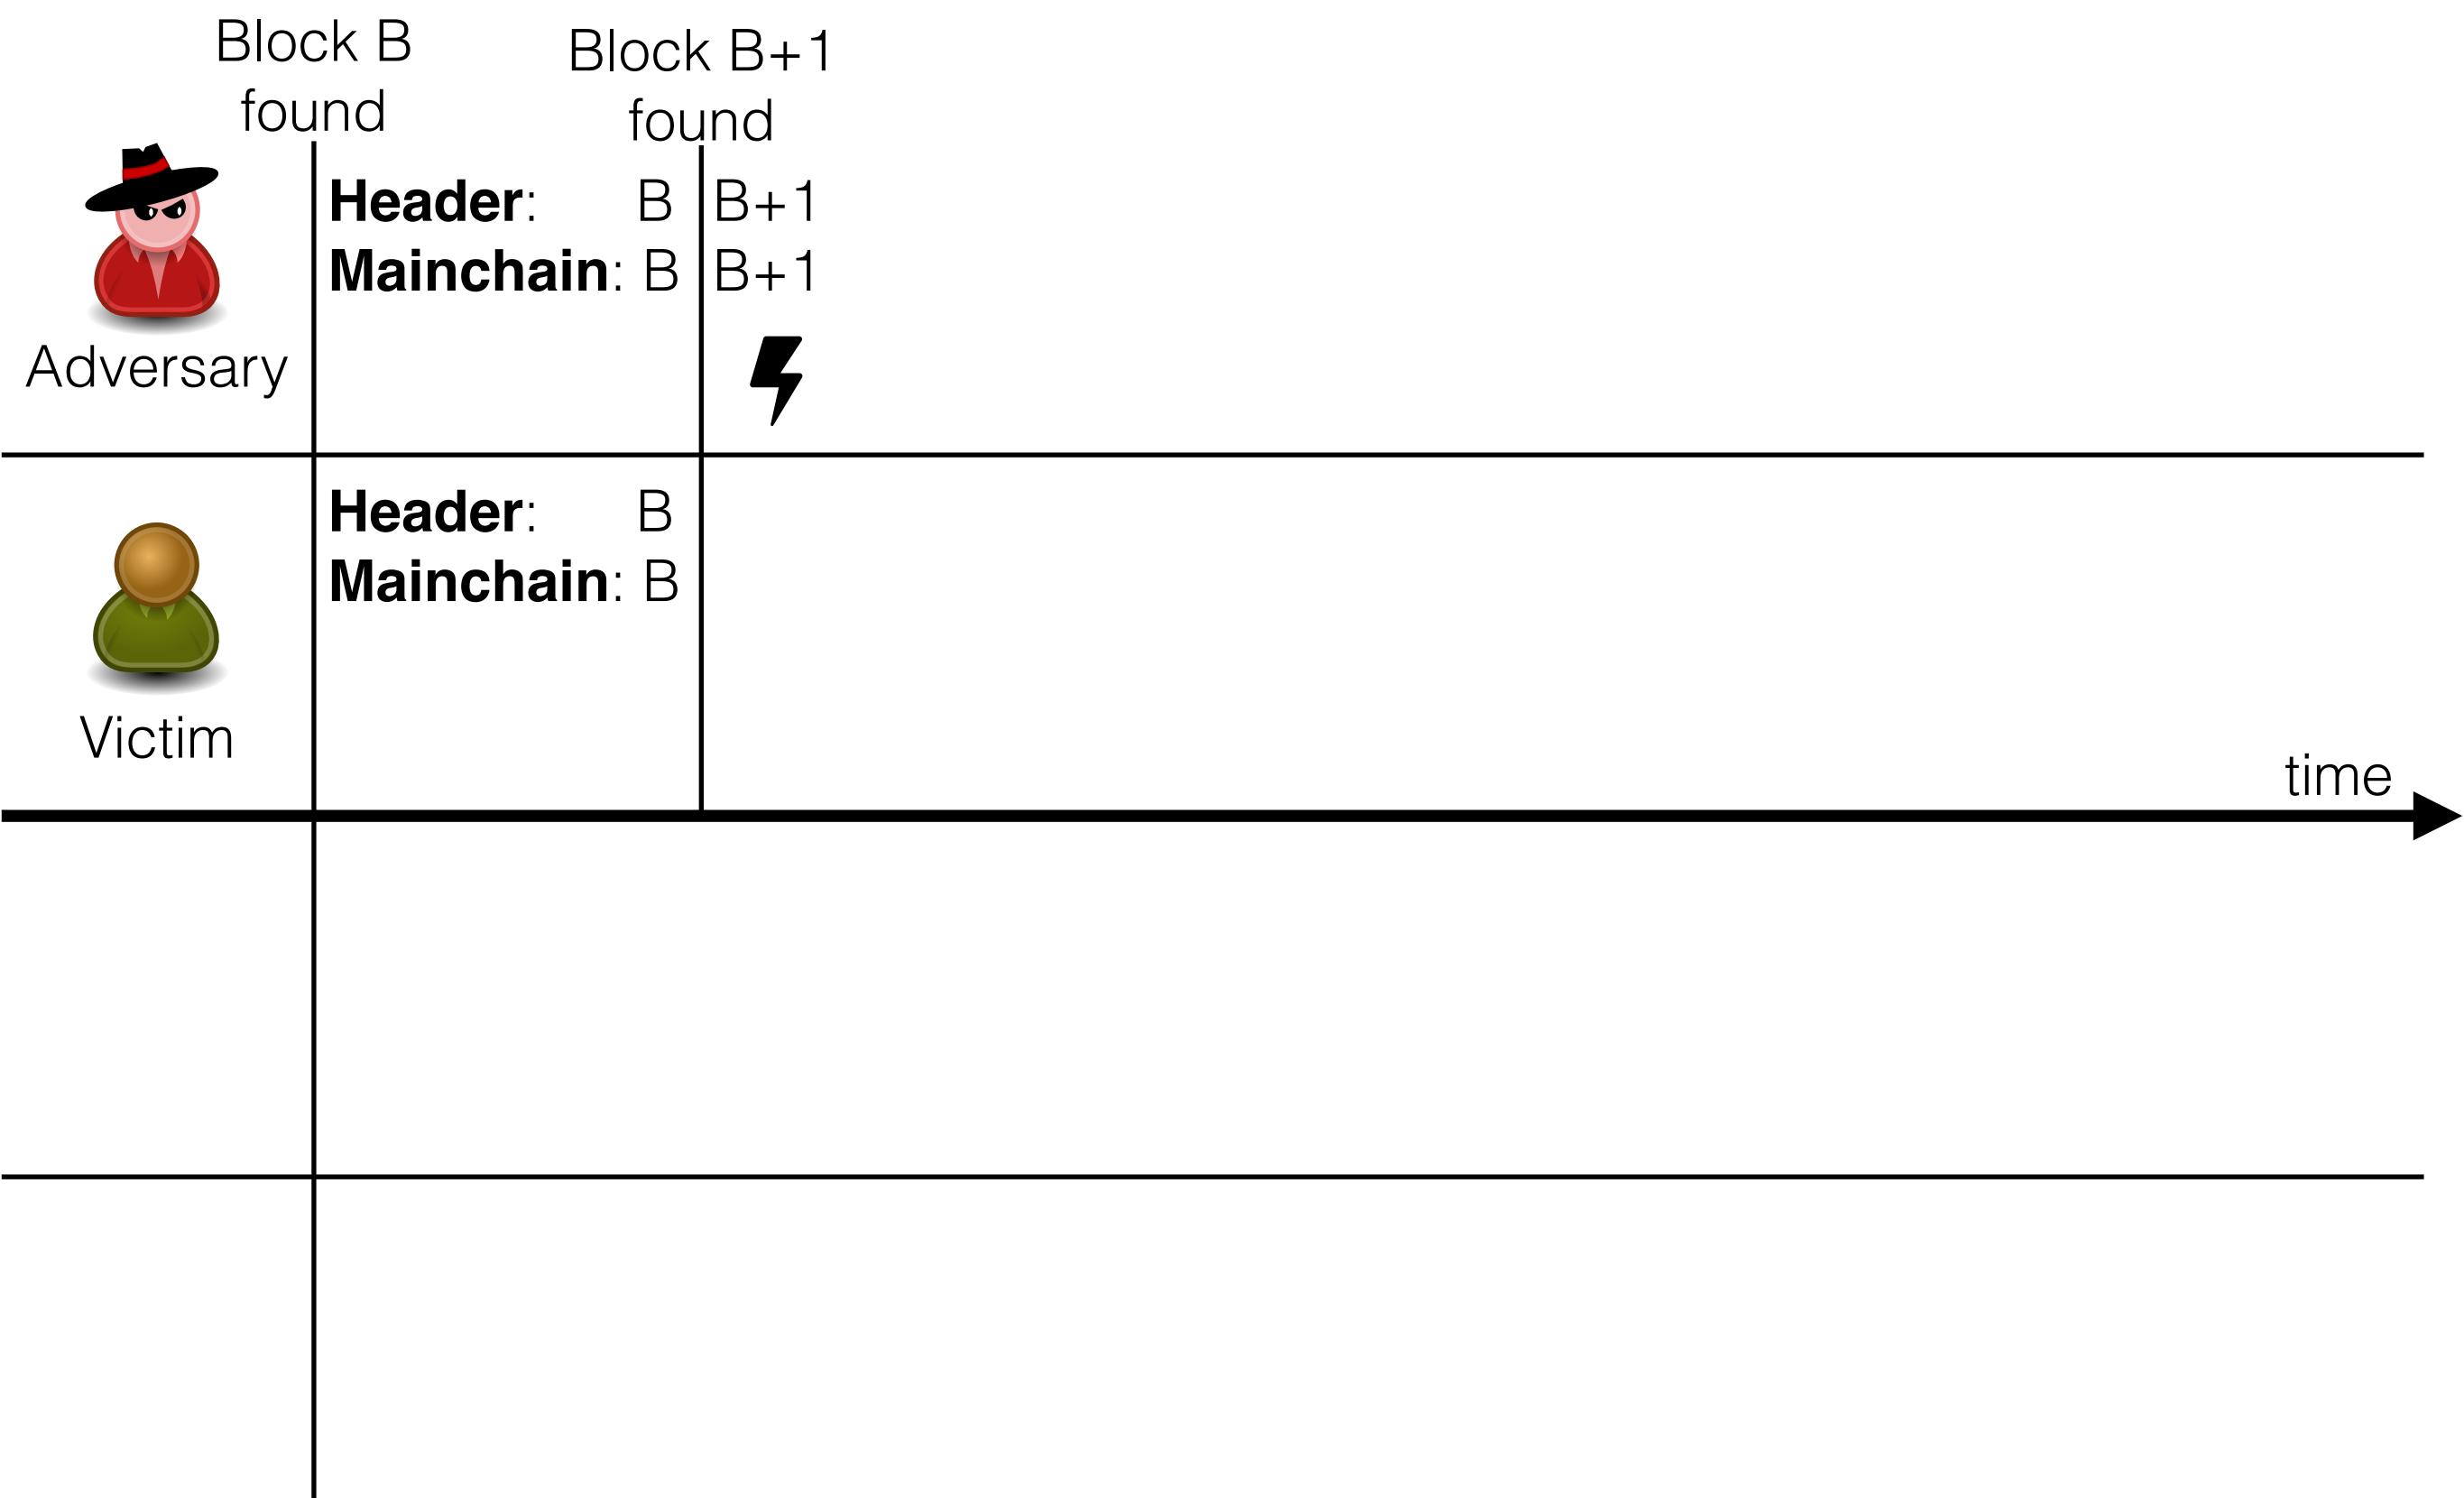 Block B
found
Block B+1
found
Header: B B+1
Mainchain: B B+1
Adversary
Header: B
Mainchain: B
Victim
time